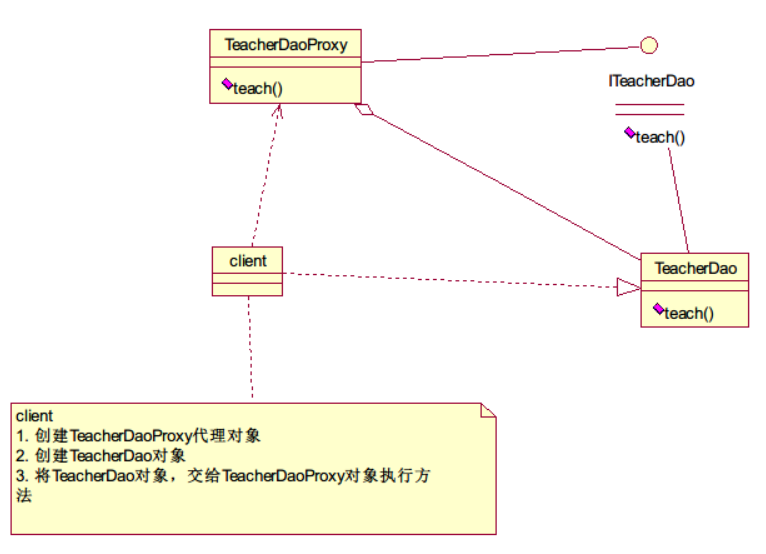 TeacherDaoProxy
teach()
ITeacherDao
teach()
client
TeacherDao
teach()
client
1. 创建TeacherDaoProxy代理对象
2. 创建TeacherDao对象
3. 将TeacherDao对象，交给TeacherDaoProxy对象执行方
法